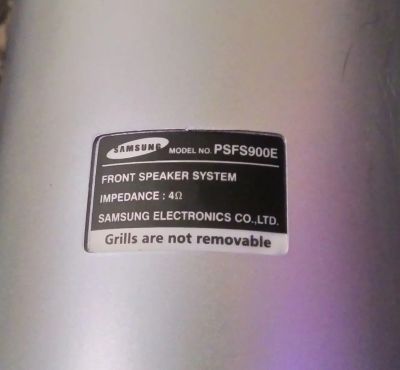 SAMSUNG MODEL NO. PSFS900E
FRONT SPEAKER SYSTEM
IMPEDANCE : 4Ω
SAMSUNG ELECTRONICS CO.,LTD.
Grills are not removable